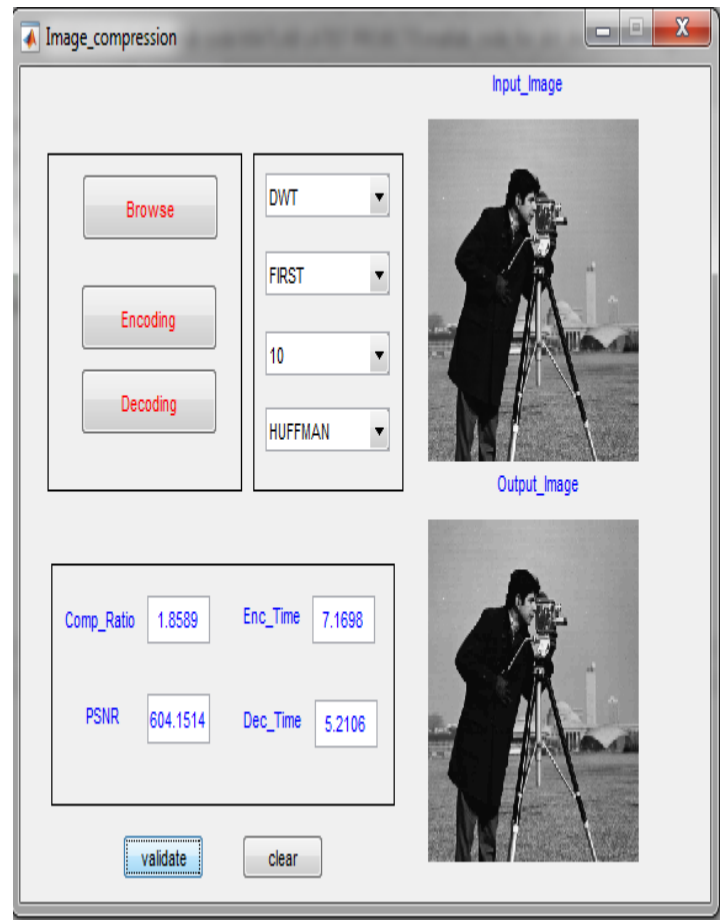 Image_compression
Input_Image
Browse
DWT
FIRST
Encoding
10
Decoding
HUFFMAN
Output_Image
Comp_Ratio 1.8589 Enc_Time 7.1698
PSNR 604.1514 Dec_Time 5.2106
validate clear